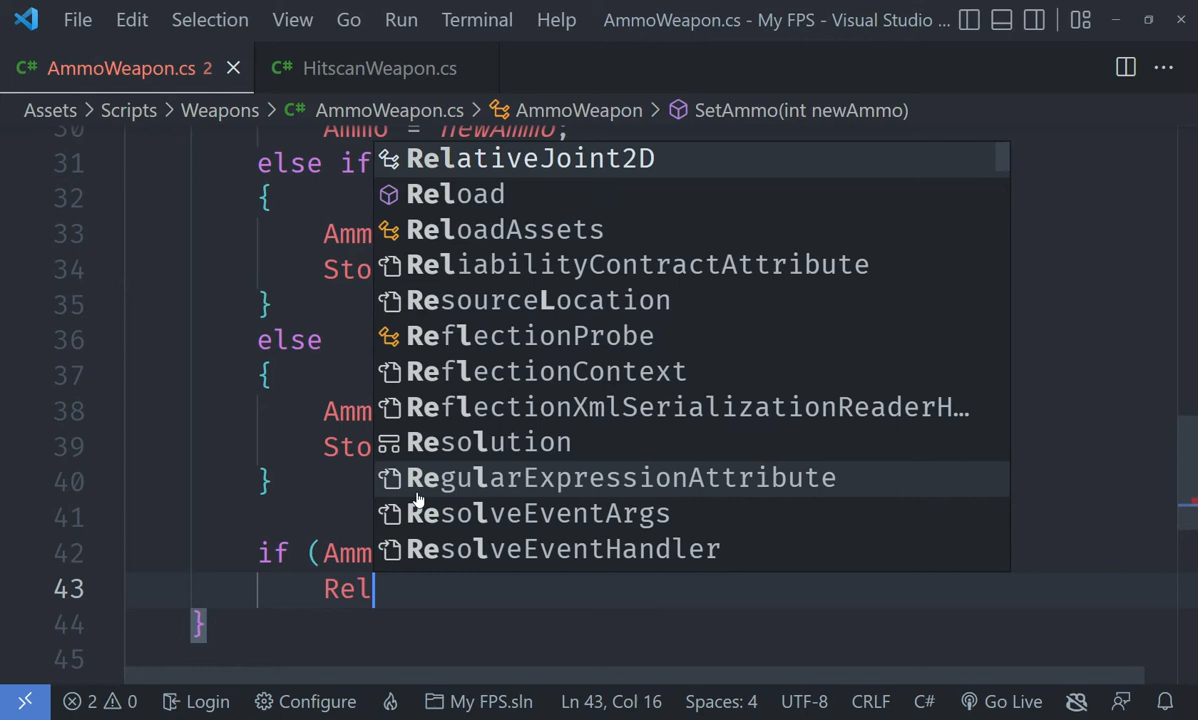 File Edit Selection View Go Run Terminal Help AmmoWeapon.cs - My FPS - Visual Studio ...
C# AmmoWeapon.cs 2 C# HitscanWeapon.cs
Assets > Scripts > Weapons > C# AmmoWeapon.cs > AmmoWeapon > SetAmmo(int newAmmo)
30 Ammo = newAmmo;
31 else if RelativeJoint2D
32 { Reload
33 Amm ReloadAssets
34 Sto ReliabilityContractAttribute
35 } ResourceLocation
36 else ReflectionProbe
37 { ReflectionContext
38 Amm ReflectionXmlSerializationReaderH...
39 Sto Resolution
40 } RegularExpressionAttribute
41 ResolveEventArgs
42 if (Amm ResolveEventHandler
43 Rel
44 }
45
2 0 Login Configure My FPS.sln Ln 43, Col 16 Spaces: 4 UTF-8 CRLF C# Go Live